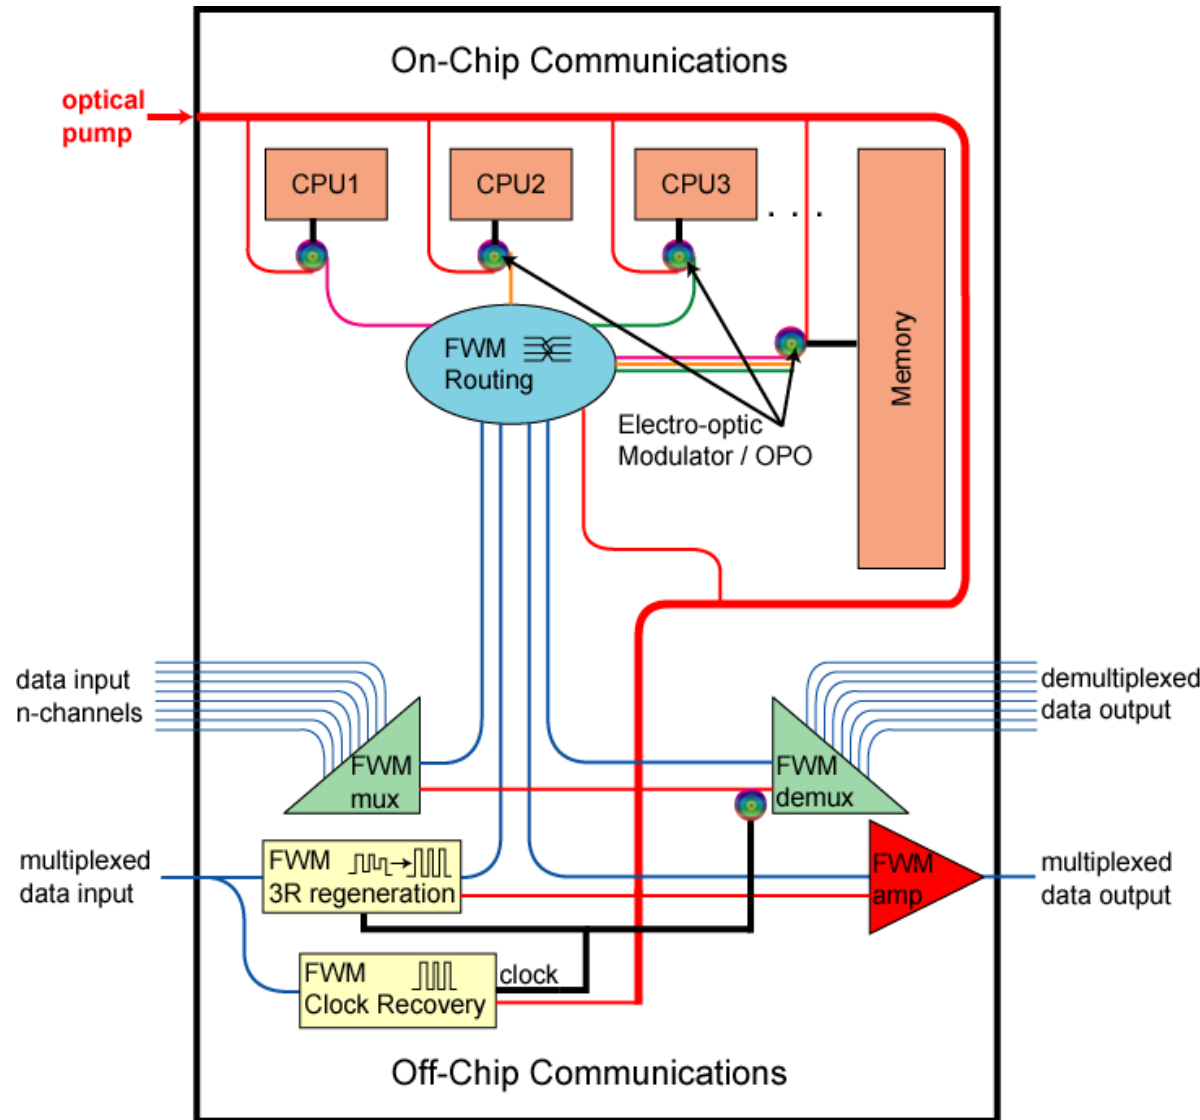 On-Chip Communications
optical
pump
CPU1
CPU2
CPU3
. . .
Memory
FWM
Routing
Electro-optic
Modulator / OPO
data input
n-channels
demultiplexed
data output
FWM
mux
FWM
demux
multiplexed
data input
FWM
3R regeneration
FWM
amp
multiplexed
data output
FWM
Clock Recovery
clock
Off-Chip Communications